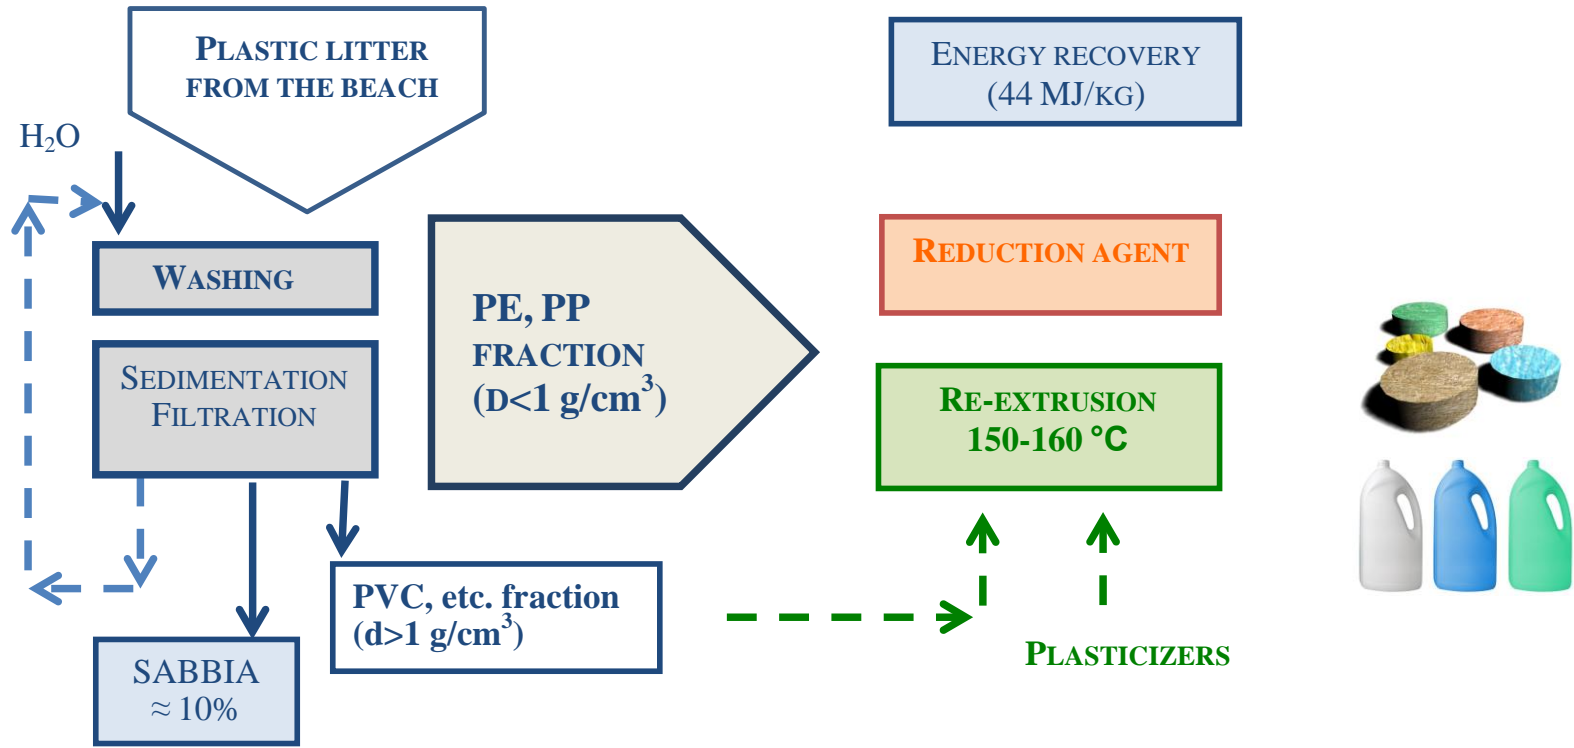 PLASTIC LITTER
FROM THE BEACH
H₂O
WASHING
SEDIMENTATION
FILTRATION
SABBIA
≈ 10%
PVC, etc. fraction
(d>1 g/cm³)
PE, PP
FRACTION
(D<1 g/cm³)
ENERGY RECOVERY
(44 MJ/KG)
REDUCTION AGENT
RE-EXTRUSION
150-160 °C
PLASTICIZERS